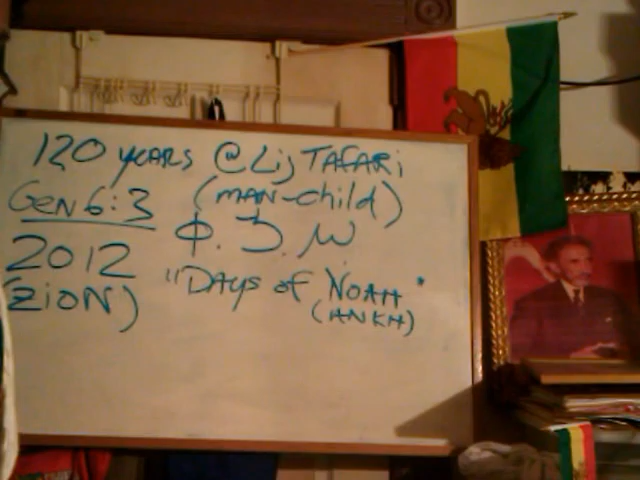 120 YEARS @ Lij TAFARi
Gen 6:3 (MAN-child)
2012 ቀ.ኃ.ሥ
(ZiON) "DAYS of NOAH"
(ANKH)